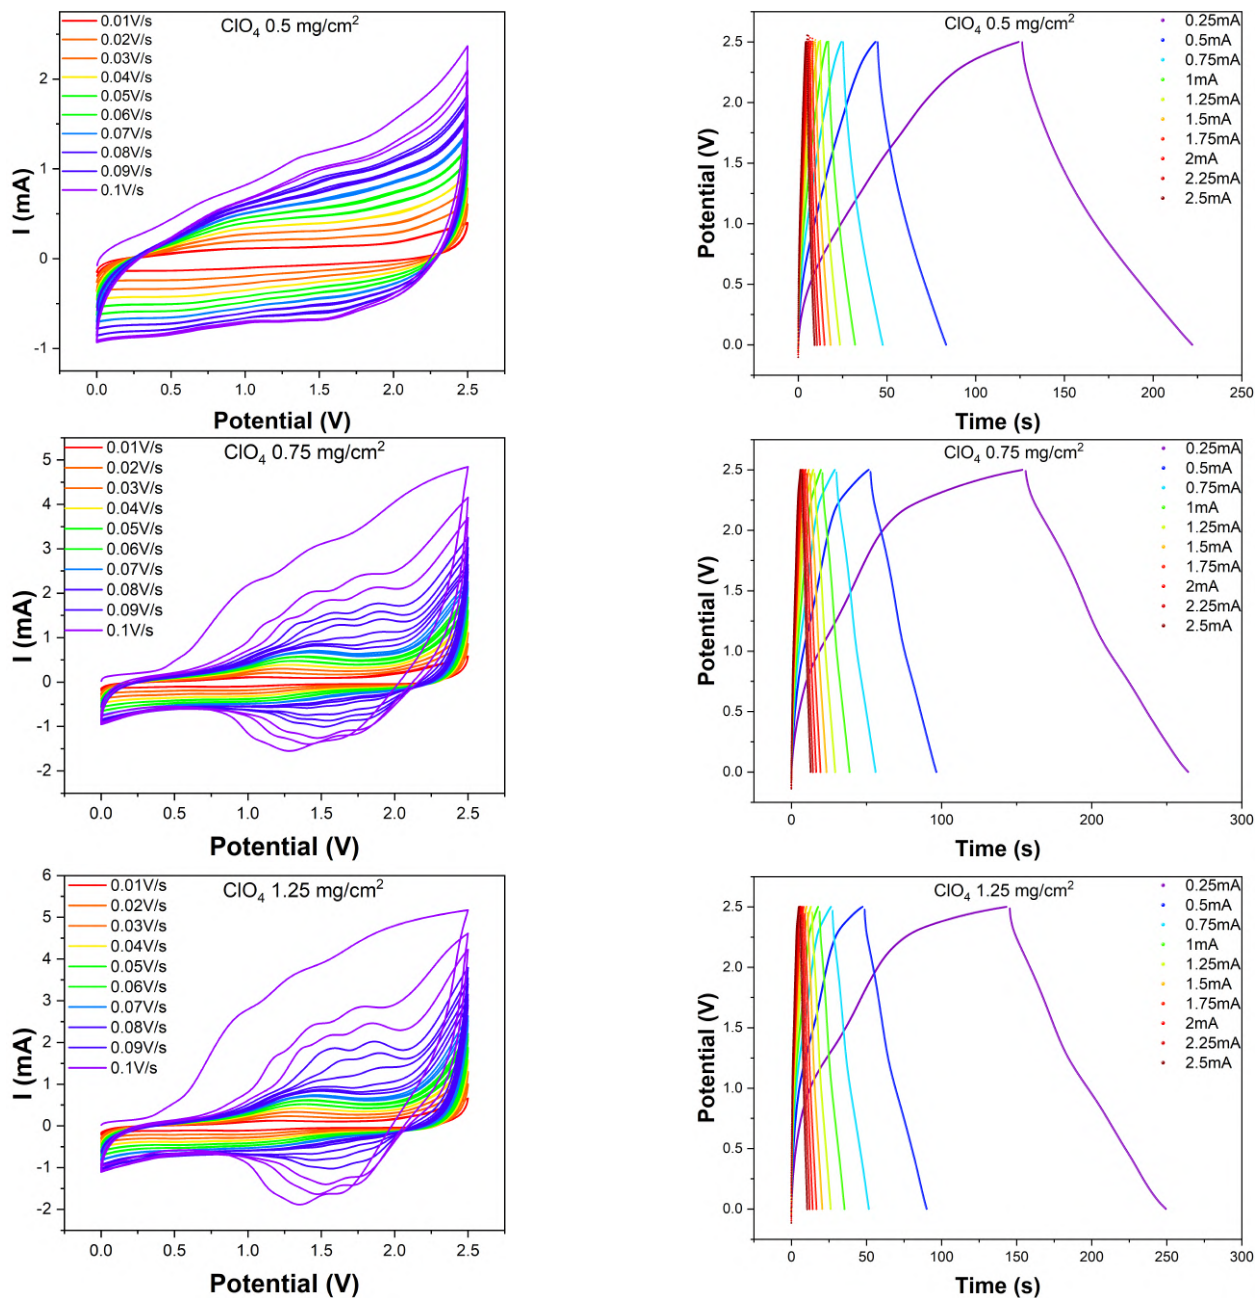 ClO4 0.5 mg/cm2
0.01V/s
0.02V/s
0.03V/s
0.04V/s
0.05V/s
0.06V/s
0.07V/s
0.08V/s
0.09V/s
0.1V/s
2
1
0
-1
I (mA)
0.0 0.5 1.0 1.5 2.0 2.5
Potential (V)
ClO4 0.5 mg/cm2
0.25mA
0.5mA
0.75mA
1mA
1.25mA
1.5mA
1.75mA
2mA
2.25mA
2.5mA
2.5
2.0
1.5
1.0
0.5
0.0
Potential (V)
0 50 100 150 200 250
Time (s)
ClO4 0.75 mg/cm2
0.01V/s
0.02V/s
0.03V/s
0.04V/s
0.05V/s
0.06V/s
0.07V/s
0.08V/s
0.09V/s
0.1V/s
5
4
3
2
1
0
-1
-2
I (mA)
0.0 0.5 1.0 1.5 2.0 2.5
Potential (V)
ClO4 0.75 mg/cm2
0.25mA
0.5mA
0.75mA
1mA
1.25mA
1.5mA
1.75mA
2mA
2.25mA
2.5mA
2.5
2.0
1.5
1.0
0.5
0.0
Potential (V)
0 50 100 150 200 250 300
Time (s)
ClO4 1.25 mg/cm2
0.01V/s
0.02V/s
0.03V/s
0.04V/s
0.05V/s
0.06V/s
0.07V/s
0.08V/s
0.09V/s
0.1V/s
6
5
4
3
2
1
0
-1
-2
I (mA)
0.0 0.5 1.0 1.5 2.0 2.5
Potential (V)
ClO4 1.25 mg/cm2
0.25mA
0.5mA
0.75mA
1mA
1.25mA
1.5mA
1.75mA
2mA
2.25mA
2.5mA
2.5
2.0
1.5
1.0
0.5
0.0
Potential (V)
0 50 100 150 200 250 300
Time (s)